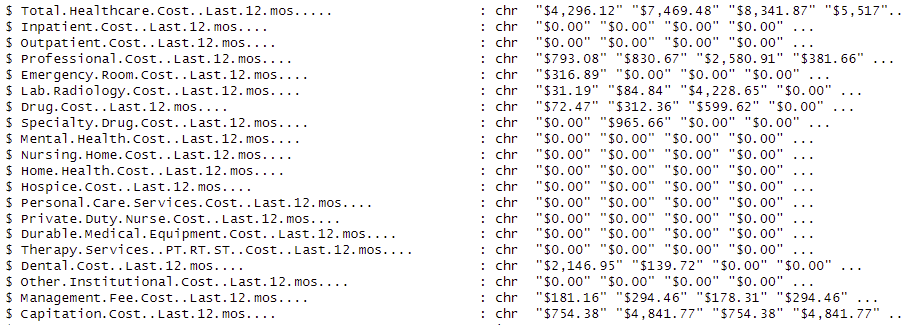 $ Total.Healthcare.Cost..Last.12.mos..... : chr "$4,296.12" "$7,469.48" "$8,341.87" "$5,517"..
$ Inpatient.Cost..Last.12.mos.... : chr "$0.00" "$0.00" "$0.00" "$0.00" ...
$ Outpatient.Cost..Last.12.mos.... : chr "$0.00" "$0.00" "$0.00" "$0.00" ...
$ Professional.Cost..Last.12.mos.... : chr "$793.08" "$830.67" "$2,580.91" "$381.66" ...
$ Emergency.Room.Cost..Last.12.mos.... : chr "$316.89" "$0.00" "$0.00" "$0.00" ...
$ Lab.Radiology.Cost..Last.12.mos.... : chr "$31.19" "$84.84" "$4,228.65" "$0.00" ...
$ Drug.Cost..Last.12.mos.... : chr "$72.47" "$312.36" "$599.62" "$0.00" ...
$ Specialty.Drug.Cost..Last.12.mos.... : chr "$0.00" "$965.66" "$0.00" "$0.00" ...
$ Mental.Health.Cost..Last.12.mos.... : chr "$0.00" "$0.00" "$0.00" "$0.00" ...
$ Nursing.Home.Cost..Last.12.mos.... : chr "$0.00" "$0.00" "$0.00" "$0.00" ...
$ Home.Health.Cost..Last.12.mos.... : chr "$0.00" "$0.00" "$0.00" "$0.00" ...
$ Hospice.Cost..Last.12.mos.... : chr "$0.00" "$0.00" "$0.00" "$0.00" ...
$ Personal.Care.Services.Cost..Last.12.mos.... : chr "$0.00" "$0.00" "$0.00" "$0.00" ...
$ Private.Duty.Nurse.Cost..Last.12.mos.... : chr "$0.00" "$0.00" "$0.00" "$0.00" ...
$ Durable.Medical.Equipment.Cost..Last.12.mos.... : chr "$0.00" "$0.00" "$0.00" "$0.00" ...
$ Therapy.Services..PT.RT.ST..Cost..Last.12.mos.... : chr "$0.00" "$0.00" "$0.00" "$0.00" ...
$ Dental.Cost..Last.12.mos.... : chr "$2,146.95" "$139.72" "$0.00" "$0.00" ...
$ Other.Institutional.Cost..Last.12.mos.... : chr "$0.00" "$0.00" "$0.00" "$0.00" ...
$ Management.Fee.Cost..Last.12.mos.... : chr "$181.16" "$294.46" "$178.31" "$294.46" ...
$ Capitation.Cost..Last.12.mos.... : chr "$754.38" "$4,841.77" "$754.38" "$4,841.77" ..